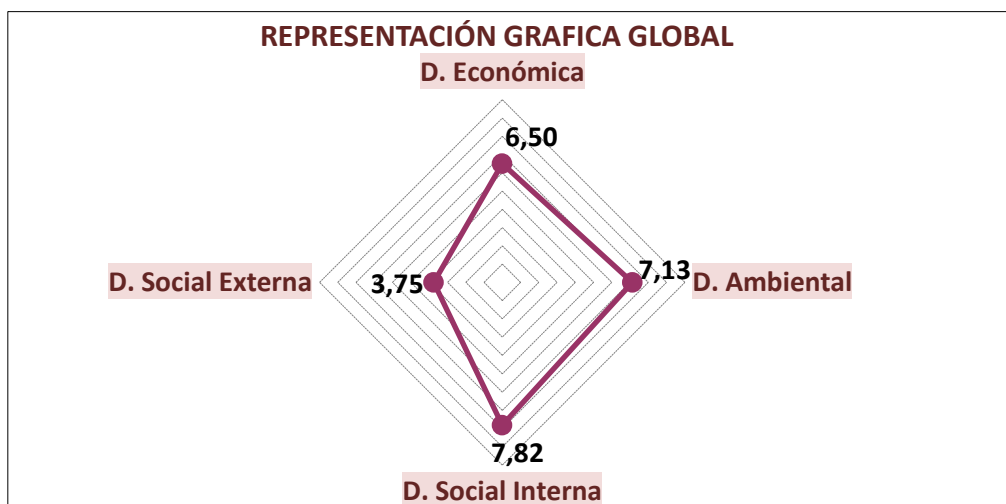 REPRESENTACIÓN GRAFICA GLOBAL
D. Económica
6,50
D. Social Externa
3,75
7,13
D. Ambiental
7,82
D. Social Interna